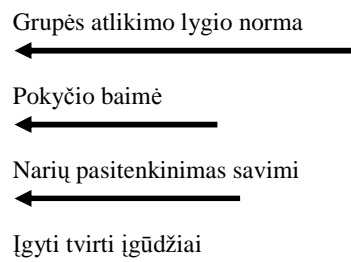 Grupės atlikimo lygio norma
Pokyčio baimė
Narių pasitenkinimas savimi
Įgyti tvirti įgūdžiai